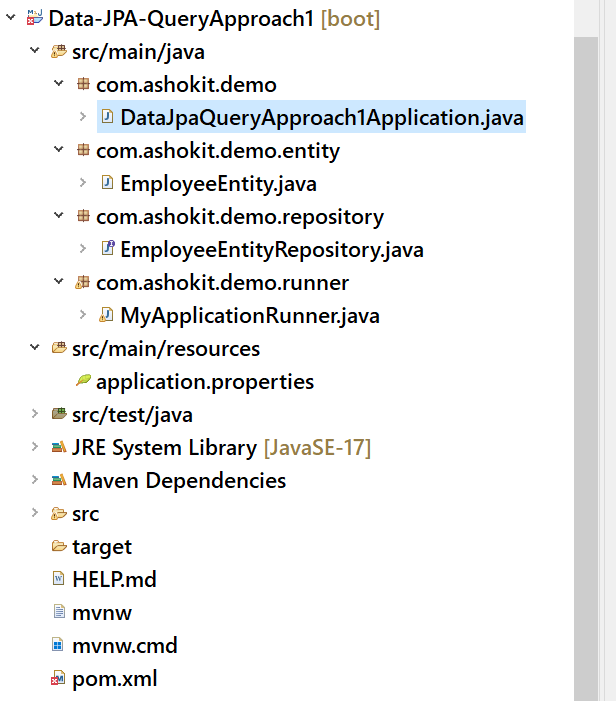 Data-JPA-QueryApproach1 [boot]
src/main/java
com.ashokit.demo
DataJpaQueryApproach1Application.java
com.ashokit.demo.entity
EmployeeEntity.java
com.ashokit.demo.repository
EmployeeEntityRepository.java
com.ashokit.demo.runner
MyApplicationRunner.java
src/main/resources
application.properties
src/test/java
JRE System Library [JavaSE-17]
Maven Dependencies
src
target
HELP.md
mvnw
mvnw.cmd
pom.xml